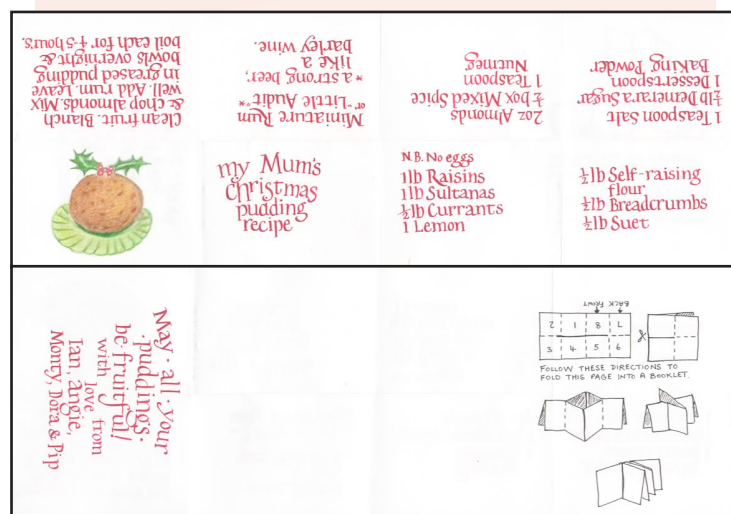 Clean fruit. Blanch
& chop almonds. Mix
well. Add rum. Leave
in greased pudding
bowls overnight &
boil each for 4-5 hours.
Miniature Rum
or "Little Audit"*
*a strong beer,
like a
barley wine.
2oz Almonds
½ box Mixed Spice
1 Teaspoon
Nutmeg
1 Teaspoon Salt
½lb Demerara Sugar
1 Dessertspoon
Baking Powder
my Mum's
christmas
pudding
recipe
N.B. No eggs
1lb Raisins
1lb Sultanas
½lb Currants
1 Lemon
½lb Self-raising
flour
½lb Breadcrumbs
½lb Suet
May · all · your
· puddings ·
be · fruitful!
with
love from
Ian, Angie,
Monty, Dora & Pip
BACK FRONT
2 1 8 7
3 4 5 6
FOLLOW THESE DIRECTIONS TO
FOLD THIS PAGE INTO A BOOKLET.